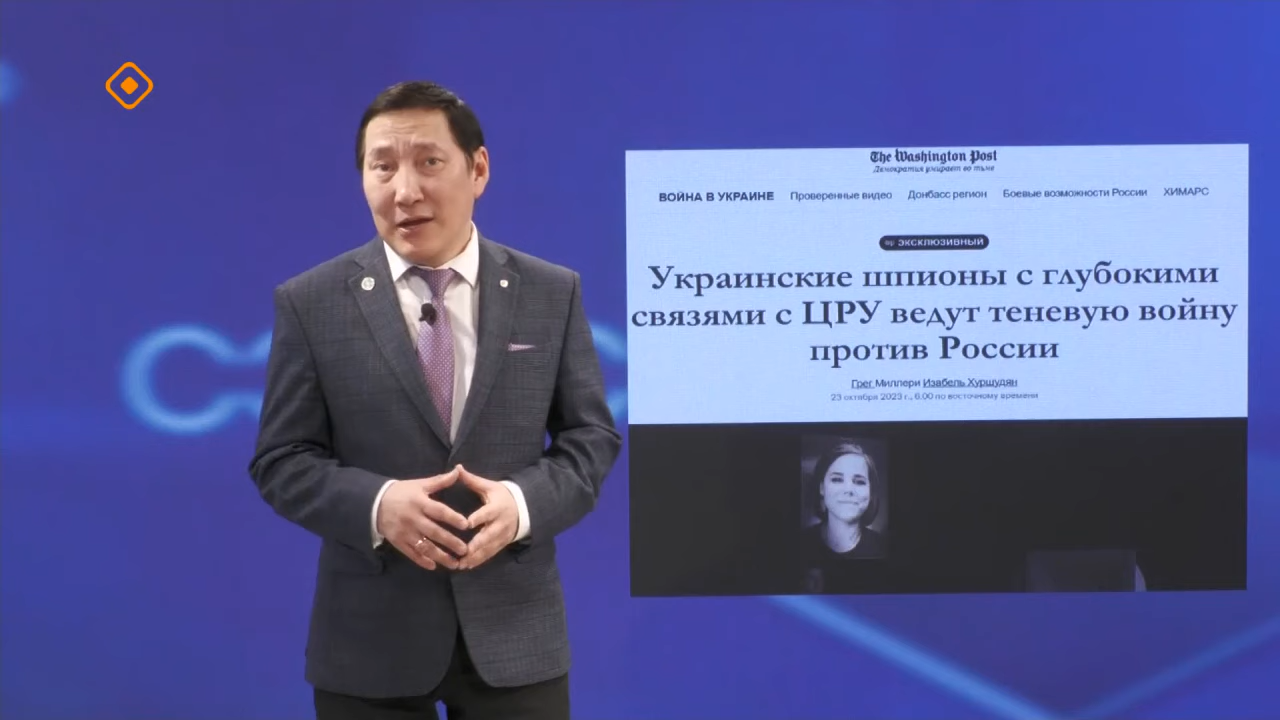 The Washington Post
Демократия умирает во тьме
ВОЙНА В УКРАИНЕ Проверенные видео Донбасс регион Боевые возможности России ХИМАРС
ЭКСКЛЮЗИВНЫЙ
Украинские шпионы с глубокими
связями с ЦРУ ведут теневую войну
против России
Грег Миллери Изабель Хуршудян
23 октября 2023 г., 6:00 по восточному времени